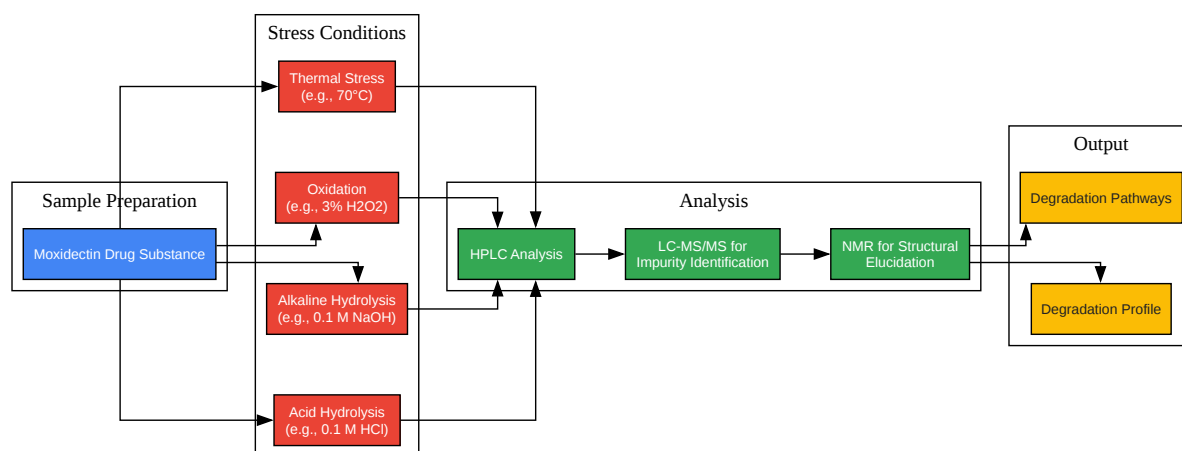 Stress Conditions
Thermal Stress
(e.g., 70°C)
Output
Sample Preparation
Oxidation
(e.g., 3% H2O2)
Analysis
Degradation Pathways
Moxidectin Drug Substance
HPLC Analysis
LC-MS/MS for
Impurity Identification
NMR for Structural
Elucidation
Alkaline Hydrolysis
(e.g., 0.1 M NaOH)
Degradation Profile
Acid Hydrolysis
(e.g., 0.1 M HCl)